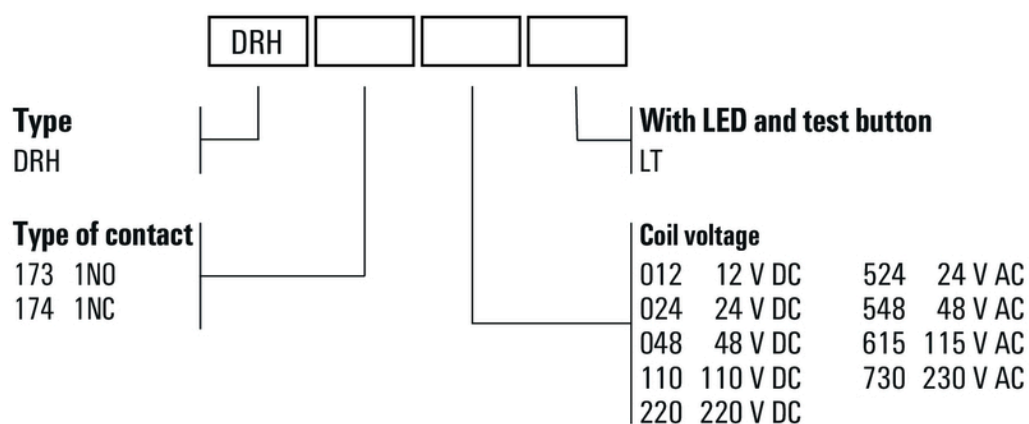 DRH
Type
DRH
With LED and test button
LT
Type of contact
173 1NO
174 1NC
Coil voltage
012 12 V DC 524 24 V AC
024 24 V DC 548 48 V AC
048 48 V DC 615 115 V AC
110 110 V DC 730 230 V AC
220 220 V DC